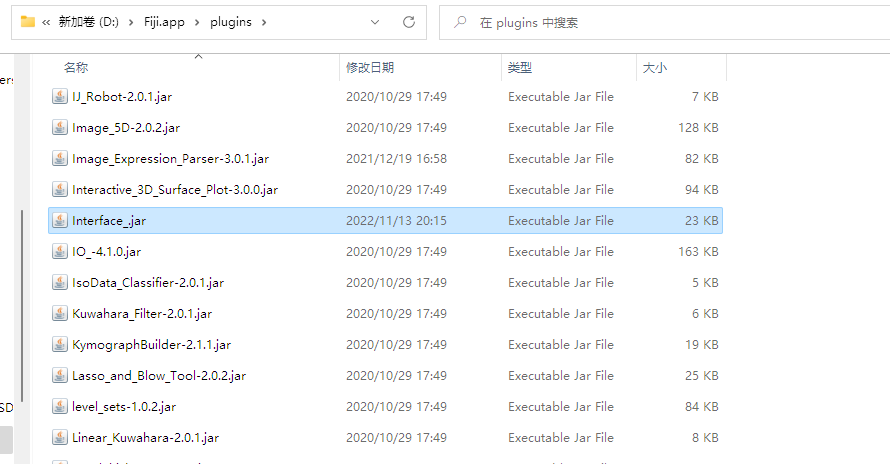 « 新加卷 (D:) › Fiji.app › plugins ›
在 plugins 中搜索
名称 修改日期 类型 大小
ers
IJ_Robot-2.0.1.jar 2020/10/29 17:49 Executable Jar File 7 KB
Image_5D-2.0.2.jar 2020/10/29 17:49 Executable Jar File 128 KB
Image_Expression_Parser-3.0.1.jar 2021/12/19 16:58 Executable Jar File 82 KB
Interactive_3D_Surface_Plot-3.0.0.jar 2020/10/29 17:49 Executable Jar File 94 KB
Interface_.jar 2022/11/13 20:15 Executable Jar File 23 KB
IO_-4.1.0.jar 2020/10/29 17:49 Executable Jar File 163 KB
IsoData_Classifier-2.0.1.jar 2020/10/29 17:49 Executable Jar File 5 KB
Kuwahara_Filter-2.0.1.jar 2020/10/29 17:49 Executable Jar File 6 KB
KymographBuilder-2.1.1.jar 2020/10/29 17:49 Executable Jar File 19 KB
Lasso_and_Blow_Tool-2.0.2.jar 2020/10/29 17:49 Executable Jar File 25 KB
SD
level_sets-1.0.2.jar 2020/10/29 17:49 Executable Jar File 84 KB
Linear_Kuwahara-2.0.1.jar 2020/10/29 17:49 Executable Jar File 8 KB